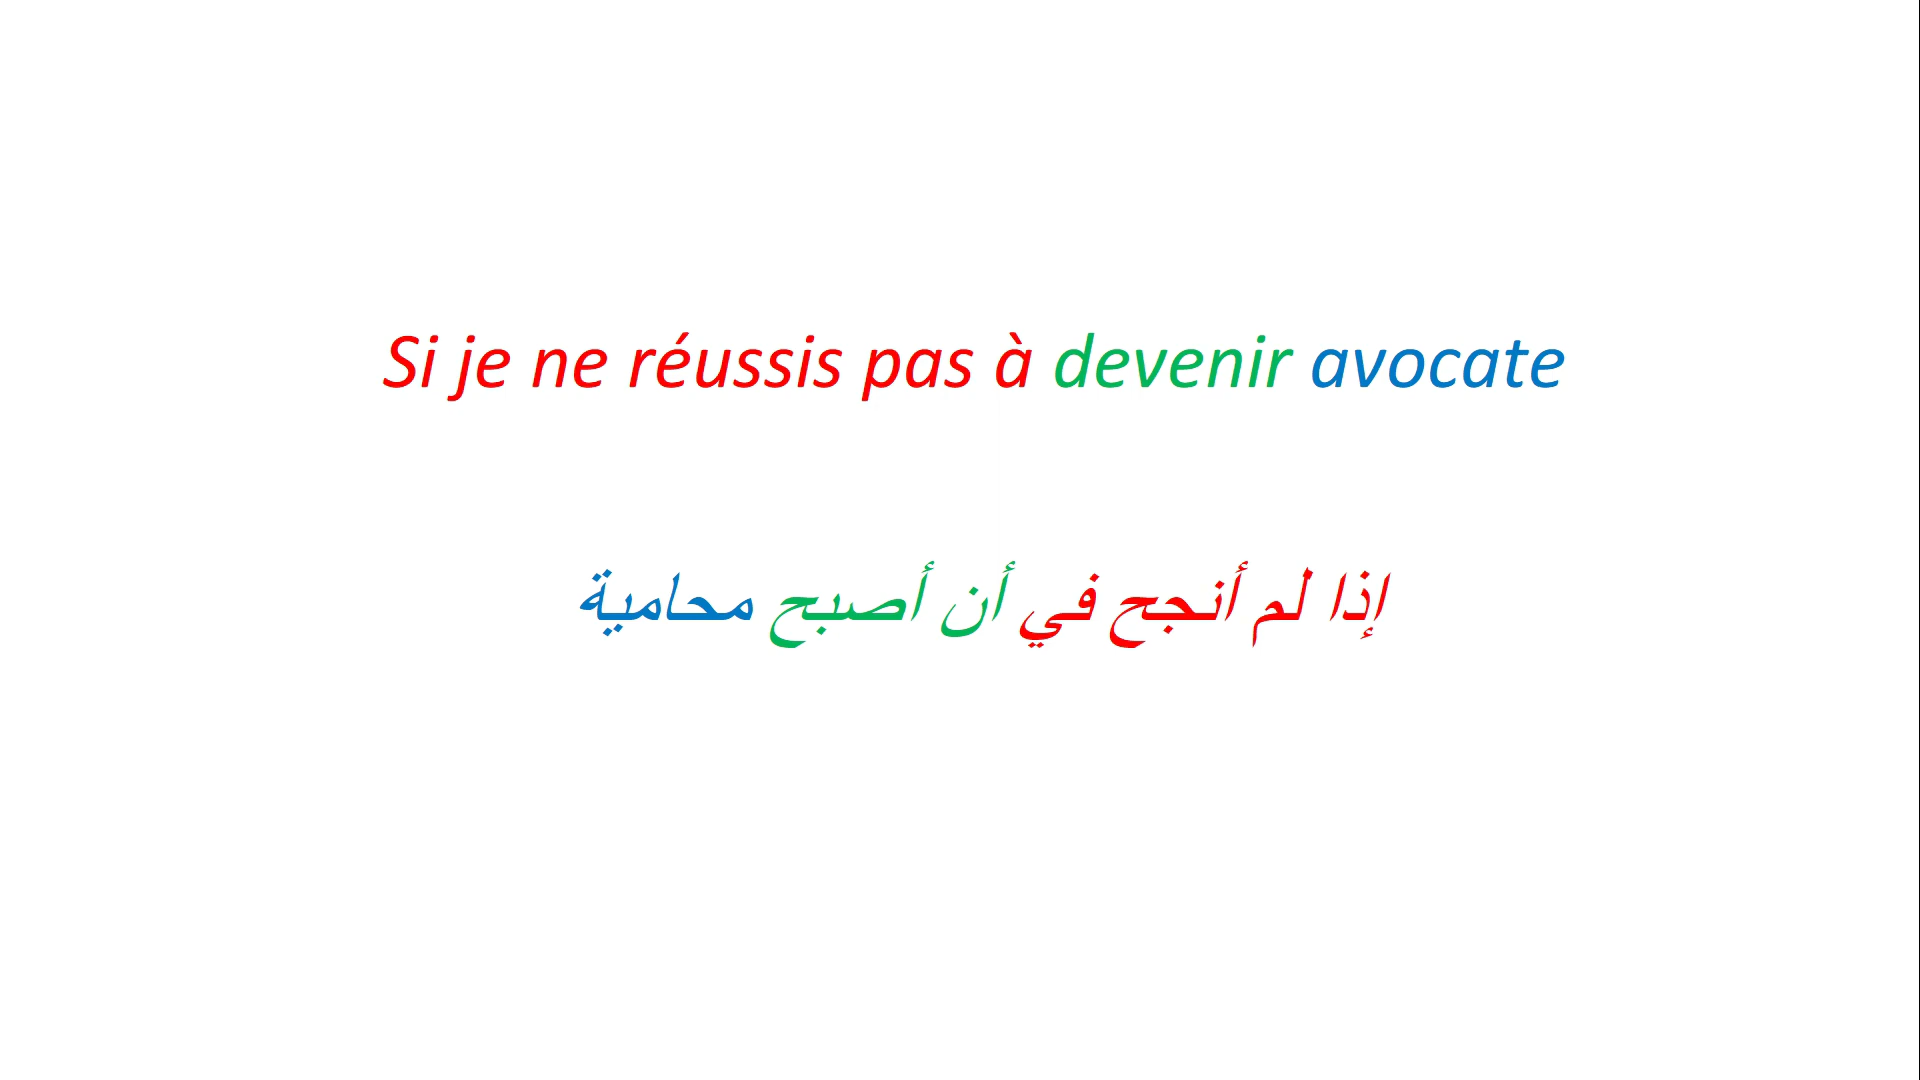 Si je ne réussis pas à devenir avocate
إذا لم أنجح في أن أصبح محامية